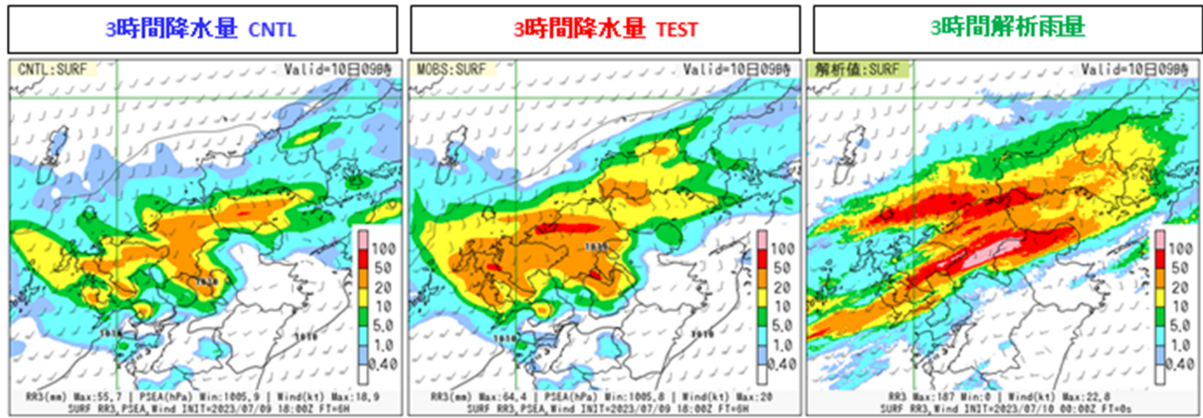 3時間降水量 CNTL
3時間降水量 TEST
3時間解析雨量
CNTL:SURF
Valid=10日09時
MOBS:SURF
Valid=10日09時
解析値:SURF
Valid=10日09時
100
50
20
10
5.0
1.0
0.40
100
50
20
10
5.0
1.0
0.40
100
50
20
10
5.0
1.0
0.40
1010
1010
1010
1010
1010
RR3(mm) Max:55.7 | PSEA(hPa) Min:1005.9 | Wind(kt) Max:18.9
SURF RR3,PSEA,Wind INIT=2023/07/09 18:00Z FT=6H
RR3(mm) Max:64.4 | PSEA(hPa) Min:1005.8 | Wind(kt) Max:20
SURF RR3,PSEA,Wind INIT=2023/07/09 18:00Z FT=6H
RR3 Max:187 Min:0 | Wind(kt) Max:22.8
SURF RR3,Wind INIT=2023/07/10 00:00Z FT=0s